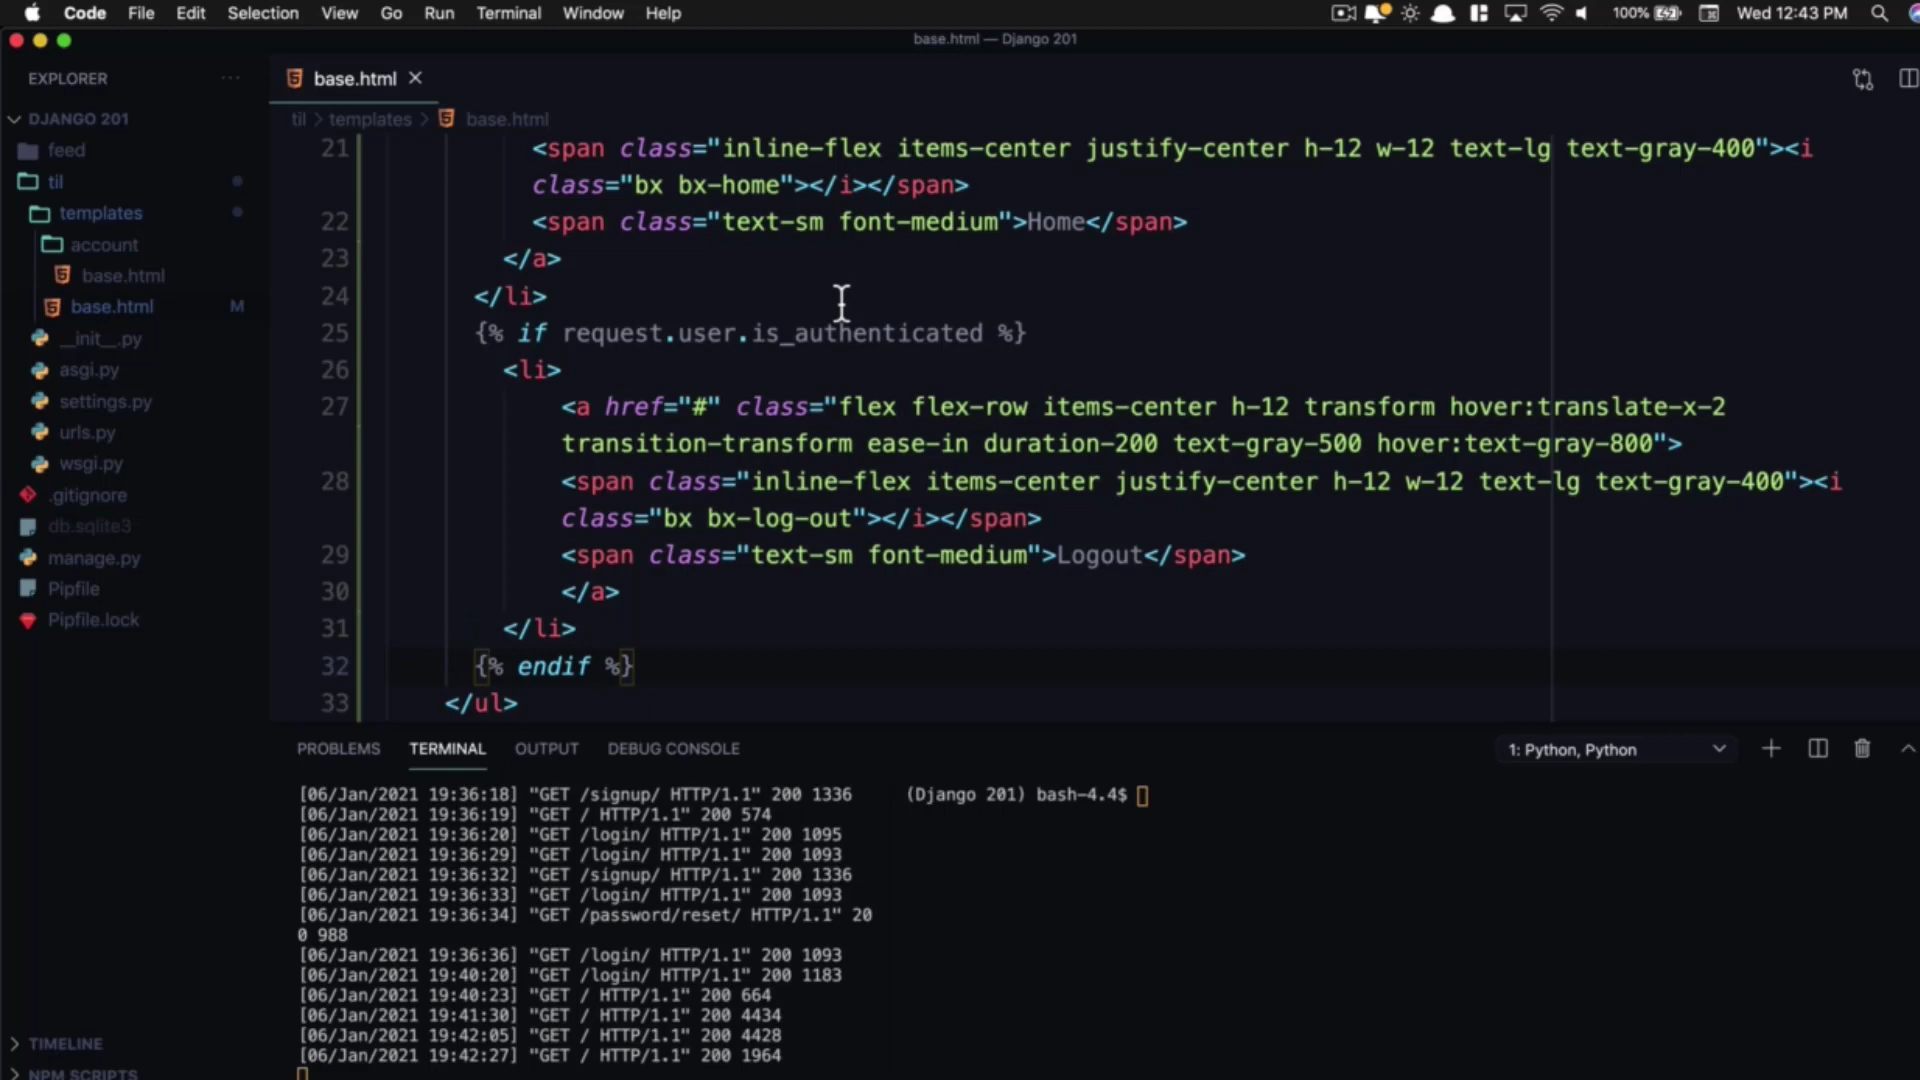 Code File Edit Selection View Go Run Terminal Window Help 100% Wed 12:43 PM
base.html — Django 201
EXPLORER
DJANGO 201
feed
til
templates
account
base.html
base.html M
__init__.py
asgi.py
settings.py
urls.py
wsgi.py
.gitignore
db.sqlite3
manage.py
Pipfile
Pipfile.lock
TIMELINE
NPM SCRIPTS
base.html
til > templates > base.html
21 <span class="inline-flex items-center justify-center h-12 w-12 text-lg text-gray-400"><i
class="bx bx-home"></i></span>
22 <span class="text-sm font-medium">Home</span>
23 </a>
24 </li>
25 {% if request.user.is_authenticated %}
26 <li>
27 <a href="#" class="flex flex-row items-center h-12 transform hover:translate-x-2
transition-transform ease-in duration-200 text-gray-500 hover:text-gray-800">
28 <span class="inline-flex items-center justify-center h-12 w-12 text-lg text-gray-400"><i
class="bx bx-log-out"></i></span>
29 <span class="text-sm font-medium">Logout</span>
30 </a>
31 </li>
32 {% endif %}
33 </ul>
PROBLEMS TERMINAL OUTPUT DEBUG CONSOLE 1: Python, Python
[06/Jan/2021 19:36:18] "GET /signup/ HTTP/1.1" 200 1336
[06/Jan/2021 19:36:19] "GET / HTTP/1.1" 200 574
[06/Jan/2021 19:36:20] "GET /login/ HTTP/1.1" 200 1095
[06/Jan/2021 19:36:29] "GET /login/ HTTP/1.1" 200 1093
[06/Jan/2021 19:36:32] "GET /signup/ HTTP/1.1" 200 1336
[06/Jan/2021 19:36:33] "GET /login/ HTTP/1.1" 200 1093
[06/Jan/2021 19:36:34] "GET /password/reset/ HTTP/1.1" 20
0 988
[06/Jan/2021 19:36:36] "GET /login/ HTTP/1.1" 200 1093
[06/Jan/2021 19:40:20] "GET /login/ HTTP/1.1" 200 1183
[06/Jan/2021 19:40:23] "GET / HTTP/1.1" 200 664
[06/Jan/2021 19:41:30] "GET / HTTP/1.1" 200 4434
[06/Jan/2021 19:42:05] "GET / HTTP/1.1" 200 4428
[06/Jan/2021 19:42:27] "GET / HTTP/1.1" 200 1964
(Django 201) bash-4.4$